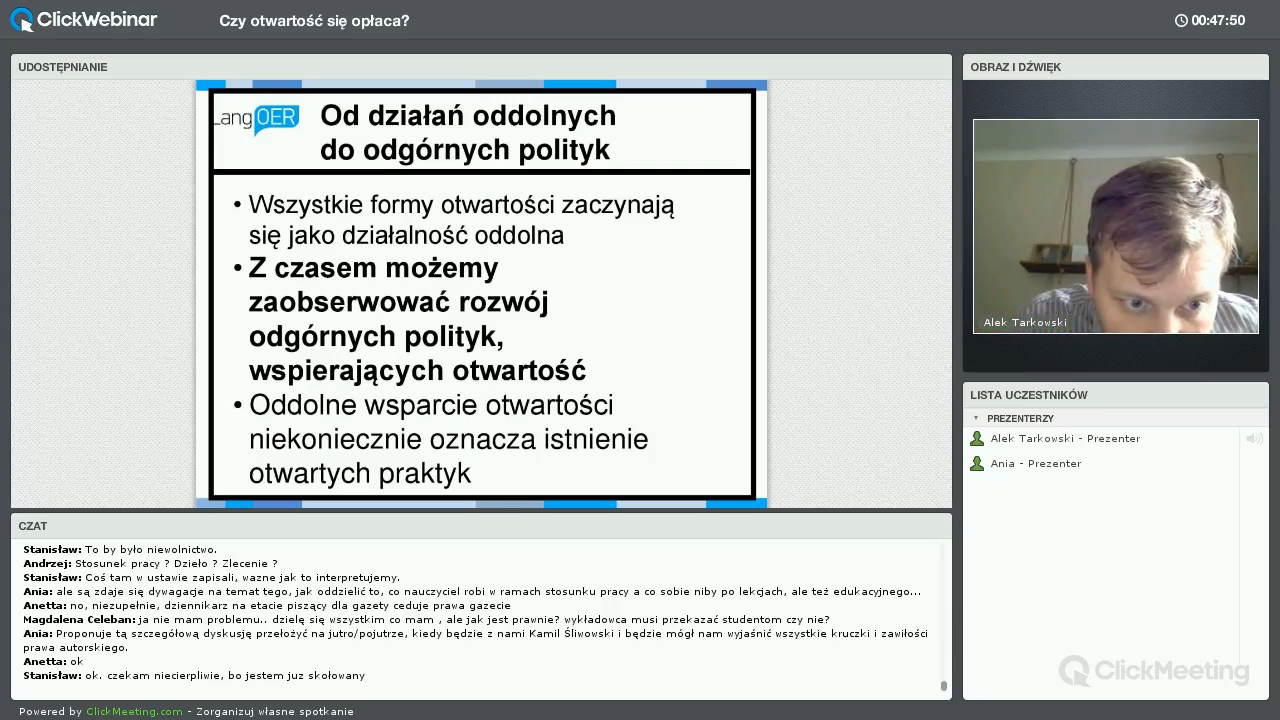 ClickWebinar
Czy otwartość się opłaca?
00:47:50
UDOSTĘPNIANIE
LangOER
Od działań oddolnych
do odgórnych polityk
• Wszystkie formy otwartości zaczynają
się jako działalność oddolna
• Z czasem możemy
zaobserwować rozwój
odgórnych polityk,
wspierających otwartość
• Oddolne wsparcie otwartości
niekoniecznie oznacza istnienie
otwartych praktyk
OBRAZ I DŹWIĘK
Alek Tarkowski
LISTA UCZESTNIKÓW
PREZENTERZY
Alek Tarkowski - Prezenter
Ania - Prezenter
CZAT
Stanisław: To by było niewolnictwo.
Andrzej: Stosunek pracy ? Dzieło ? Zlecenie ?
Stanisław: Coś tam w ustawie zapisali, wazne jak to interpretujemy.
Ania: ale są zdaje się dywagacje na temat tego, jak oddzielić to, co nauczyciel robi w ramach stosunku pracy a co sobie niby po lekcjach, ale też edukacyjnego...
Anetta: no, niezupełnie, dziennikarz na etacie piszący dla gazety ceduje prawa gazecie
Magdalena Celeban: ja nie mam problemu.. dzielę się wszystkim co mam , ale jak jest prawnie? wykładowca musi przekazać studentom czy nie?
Ania: Proponuje tą szczegółową dyskusję przełożyć na jutro/pojutrze, kiedy będzie z nami Kamil Śliwowski i będzie mógł nam wyjaśnić wszystkie kruczki i zawiłości
prawa autorskiego.
Anetta: ok
Stanisław: ok. czekam niecierpliwie, bo jestem juz skołowany
ClickMeeting
Powered by ClickMeeting.com - Zorganizuj własne spotkanie